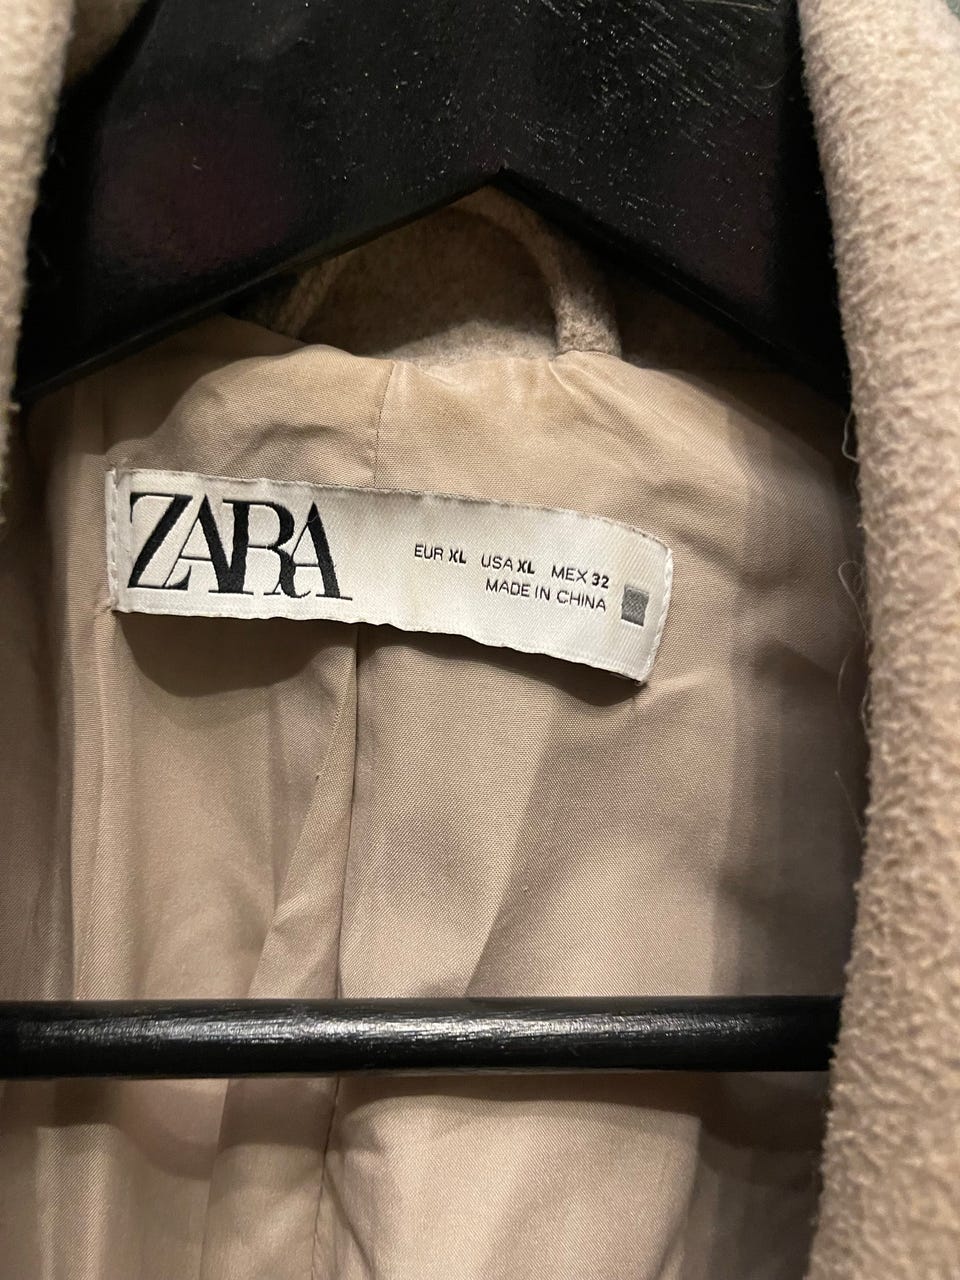 ZARA
EUR XL USA XL MEX 32
MADE IN CHINA